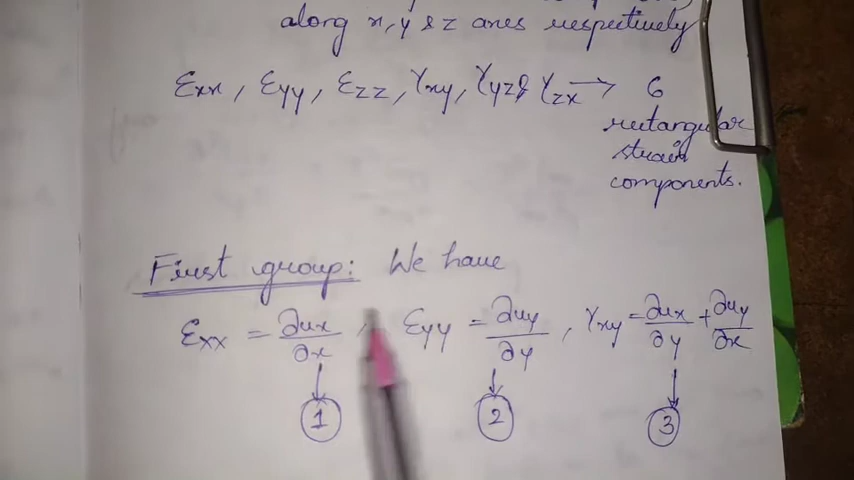 along x, y & z axes respectively
εxx, εyy, εzz, γxy, γyz & γzx → 6
rectangular
strain
components.
First group: We have
εxx = ∂ux/∂x, εyy = ∂uy/∂y, γxy = ∂ux/∂y + ∂uy/∂x
1 2 3